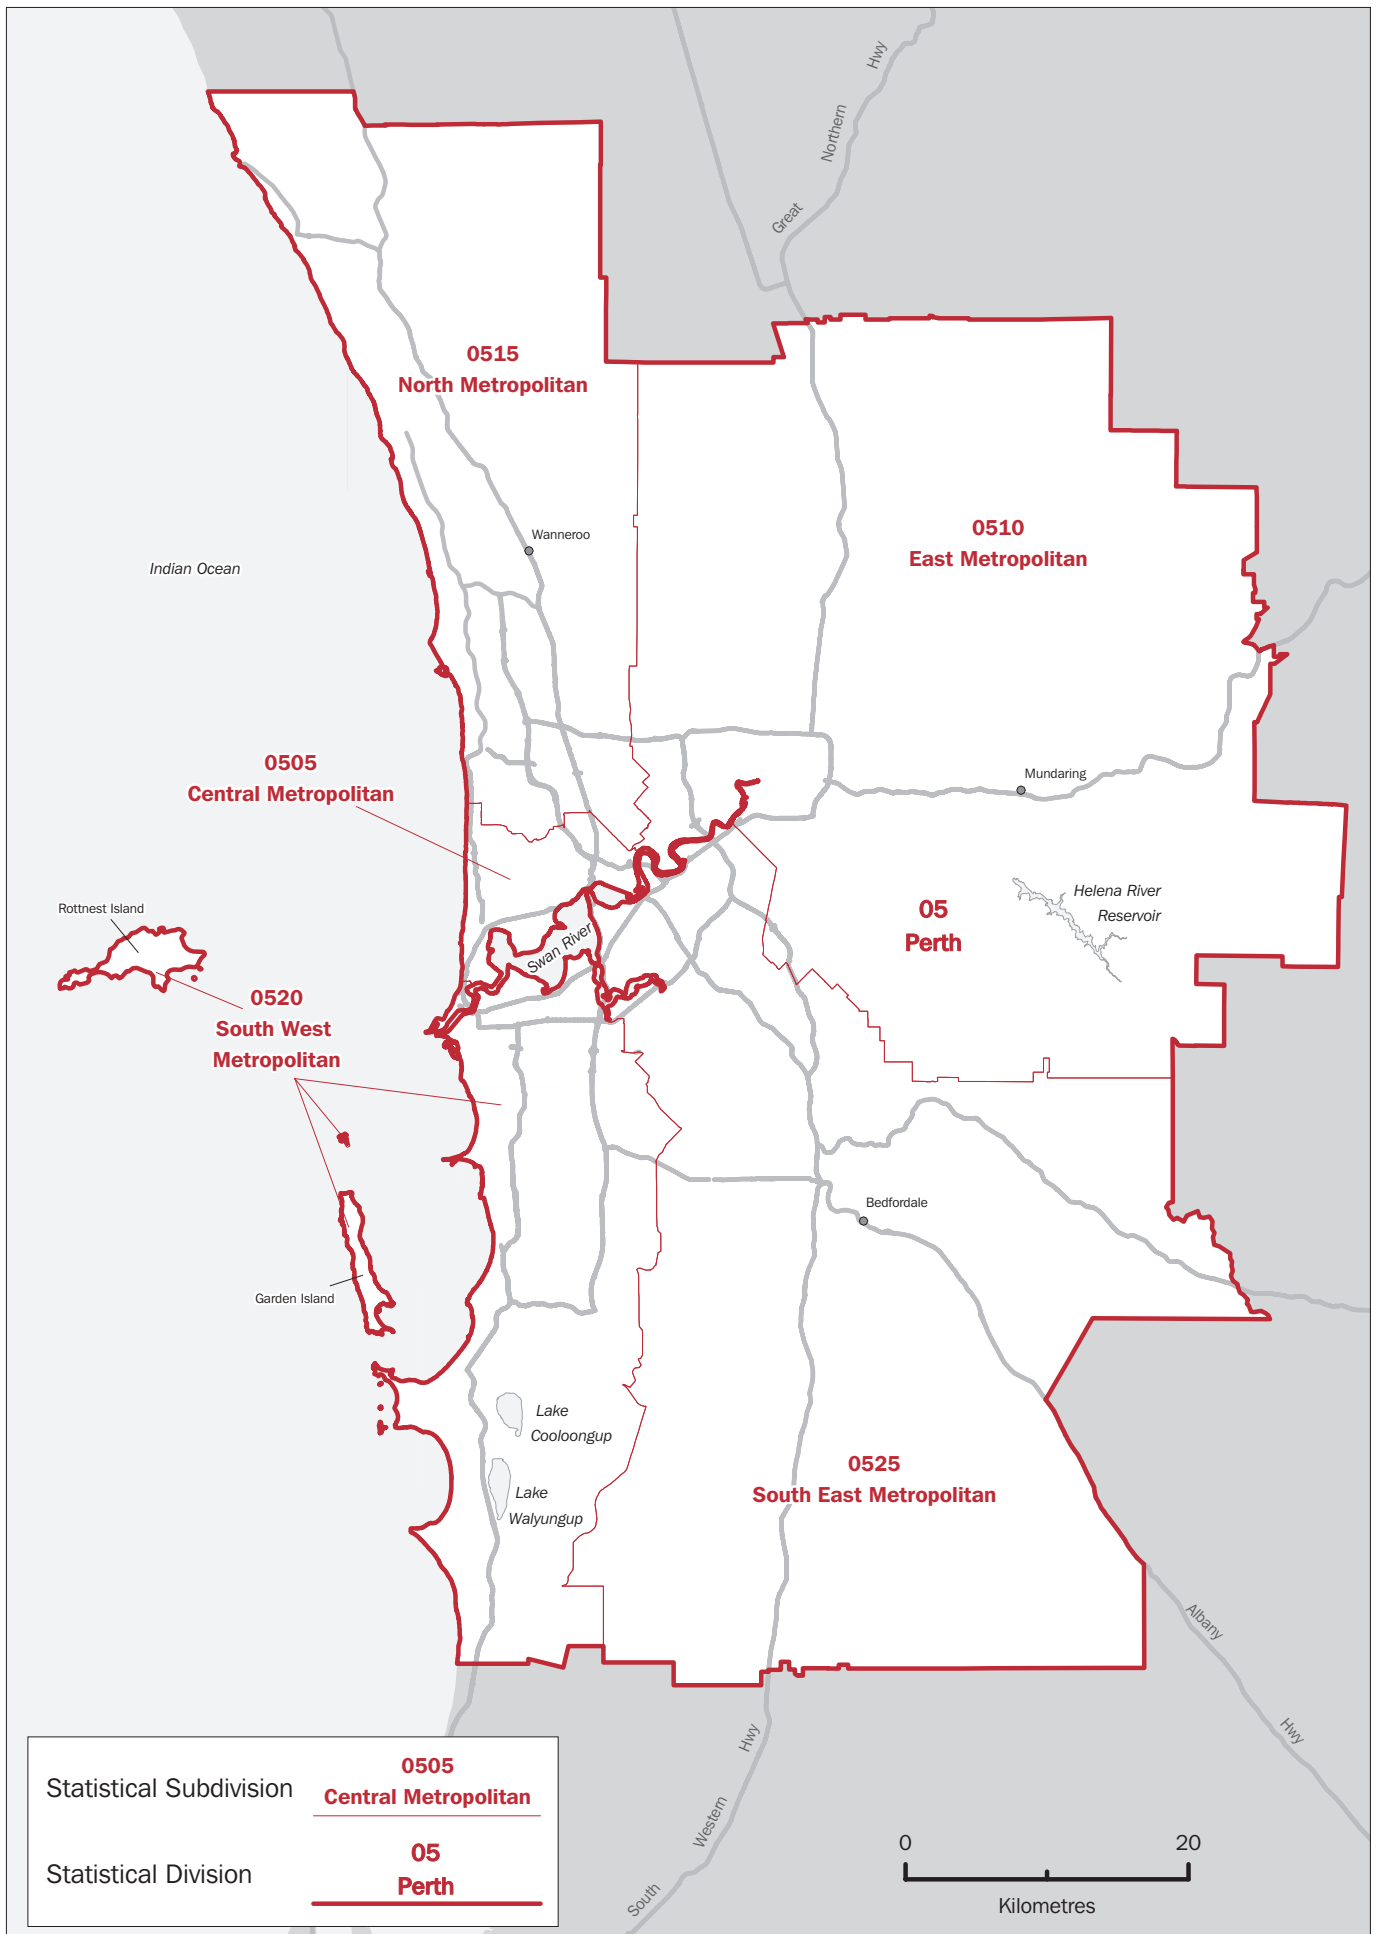 Hwy
Northern
Great
0515
North Metropolitan
0510
East Metropolitan
Wanneroo
Indian Ocean
0505
Central Metropolitan
Mundaring
Helena River
Reservoir
05
Perth
Rottnest Island
Swan River
0520
South West
Metropolitan
Bedfordale
Garden Island
Lake
Cooloongup
Lake
Walyungup
0525
South East Metropolitan
Albany
Hwy
Hwy
Western
South
Statistical Subdivision
0505
Central Metropolitan
Statistical Division
05
Perth
0
20
Kilometres